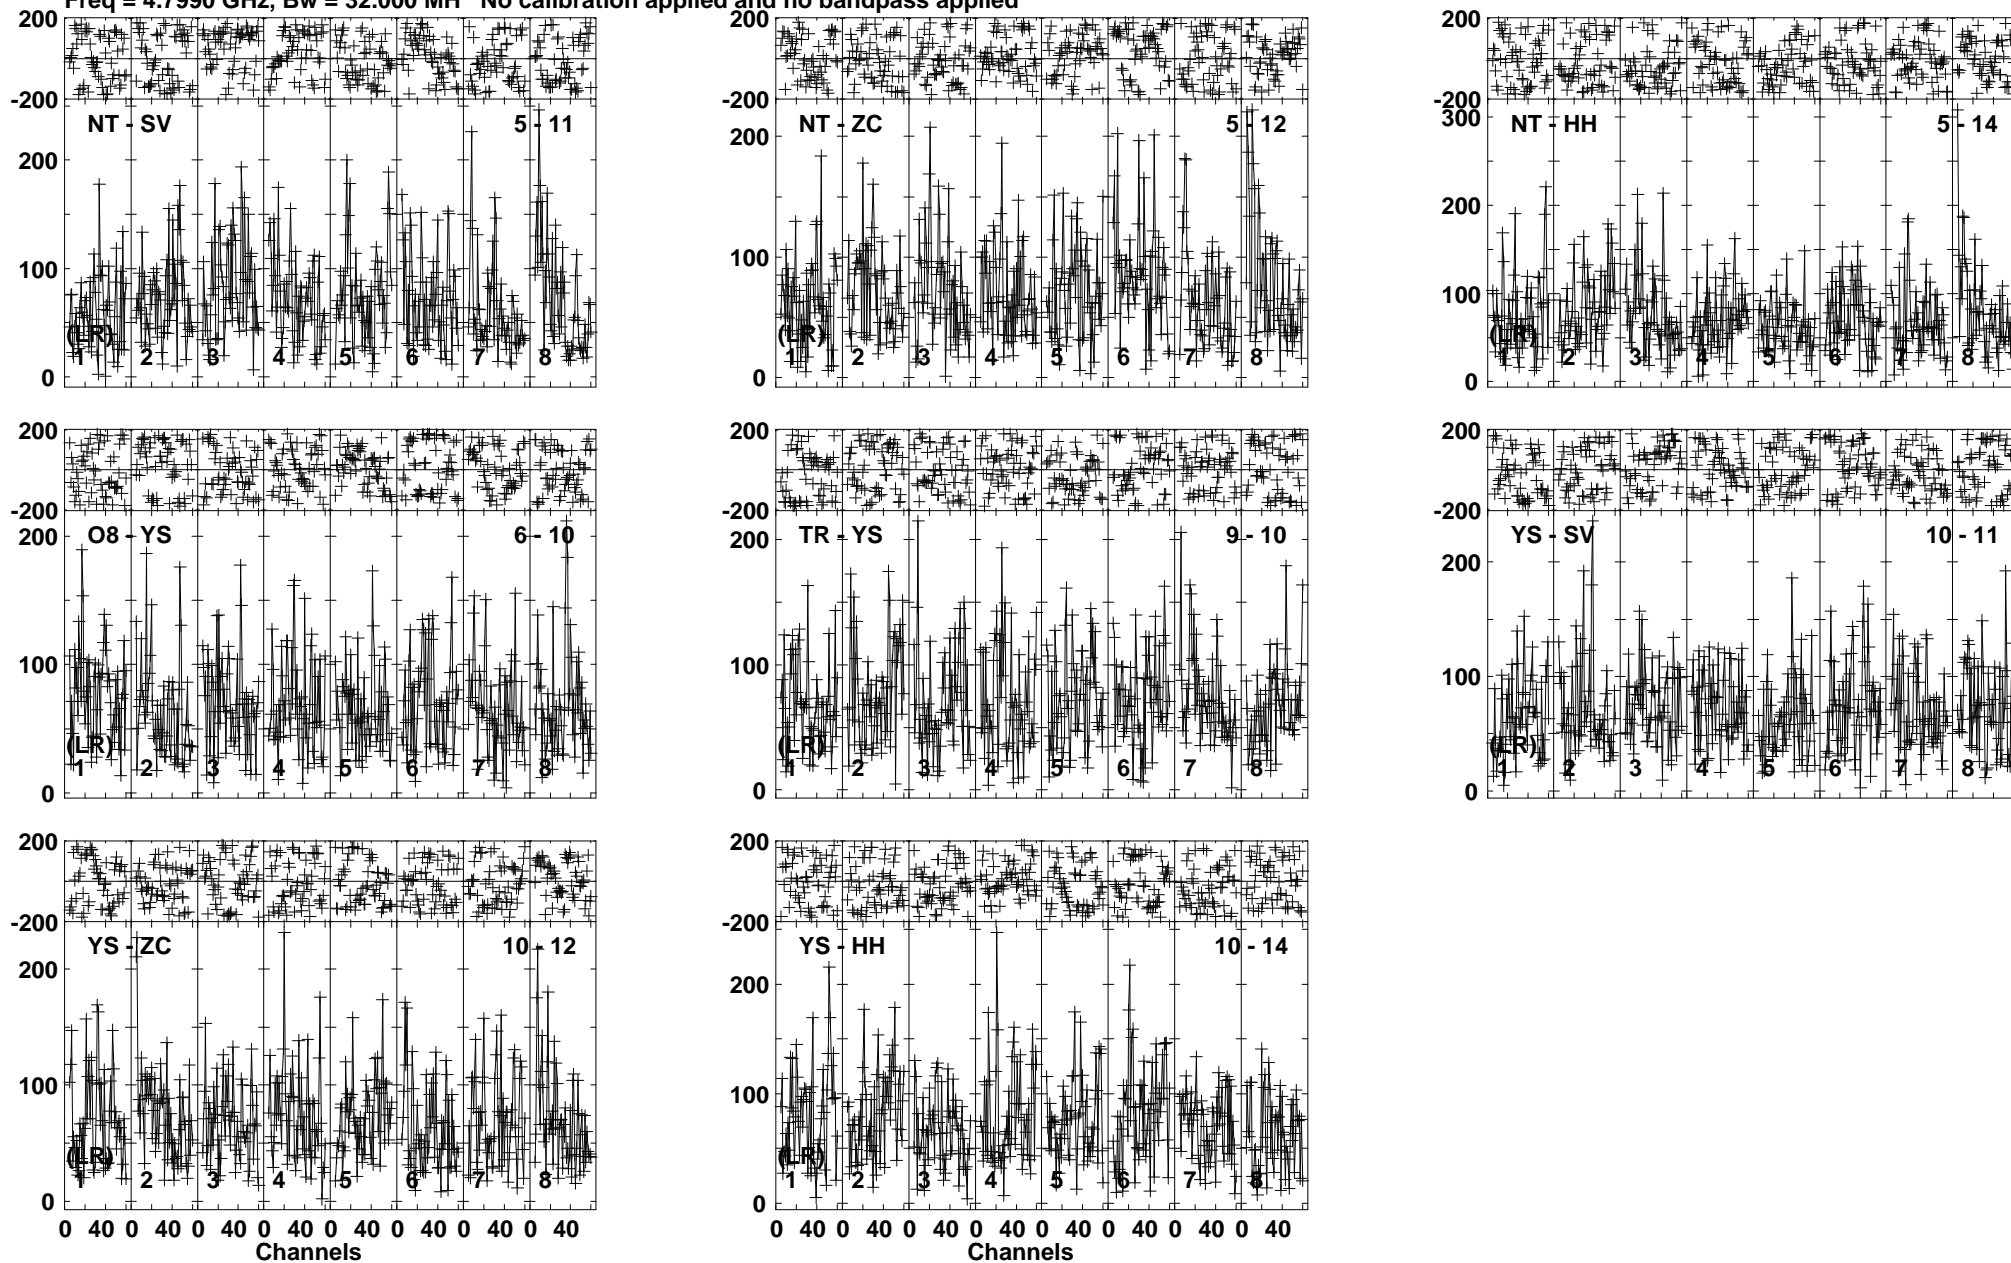 Freq = 4.7990 GHz, Bw = 32.000 MH No calibration applied and no bandpass applied
200 200 200
-200 -200 -200
NT - SV 5 - 11 NT - ZC 5 - 12 NT - HH 5 - 14
300
200 200 200
100 100 100
(LR) (LR) (LR)
1 2 3 4 5 6 7 8 1 2 3 4 5 6 7 8 1 2 3 4 5 6 7 8
0 0 0
200 200 200
-200 -200 -200
O8 - YS 6 - 10 TR - YS 9 - 10 YS - SV 10 - 11
200 200 200
100 100 100
(LR) (LR) (LR)
1 2 3 4 5 6 7 8 1 2 3 4 5 6 7 8 1 2 3 4 5 6 7 8
0 0 0
200 200
-200 -200
YS - ZC 10 - 12 YS - HH 10 - 14
200 200
100 100
(LR) (LR)
1 2 3 4 5 6 7 8 1 2 3 4 5 6 7 8
0 0
0 40 0 40 0 40 0 40 0 40 0 40 0 40 0 40 0 40 0 40 0 40 0 40 0 40 0 40 0 40 0 40
Channels Channels